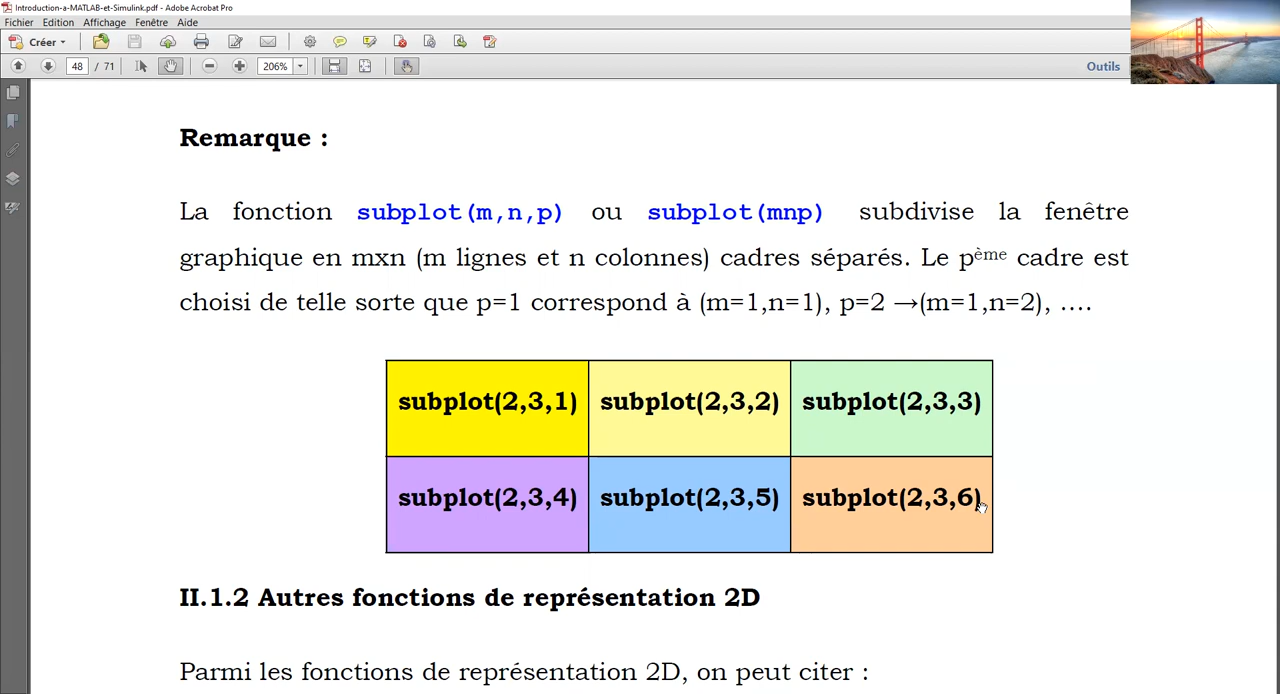 Introduction-a-MATLAB-et-Simulink.pdf - Adobe Acrobat Pro
Fichier Edition Affichage Fenêtre Aide
Créer
48 / 71 206% Outils
Remarque :
La fonction subplot(m,n,p) ou subplot(mnp) subdivise la fenêtre
graphique en mxn (m lignes et n colonnes) cadres séparés. Le pème cadre est
choisi de telle sorte que p=1 correspond à (m=1,n=1), p=2 →(m=1,n=2), ....
subplot(2,3,1) subplot(2,3,2) subplot(2,3,3)
subplot(2,3,4) subplot(2,3,5) subplot(2,3,6)
II.1.2 Autres fonctions de représentation 2D
Parmi les fonctions de représentation 2D, on peut citer :